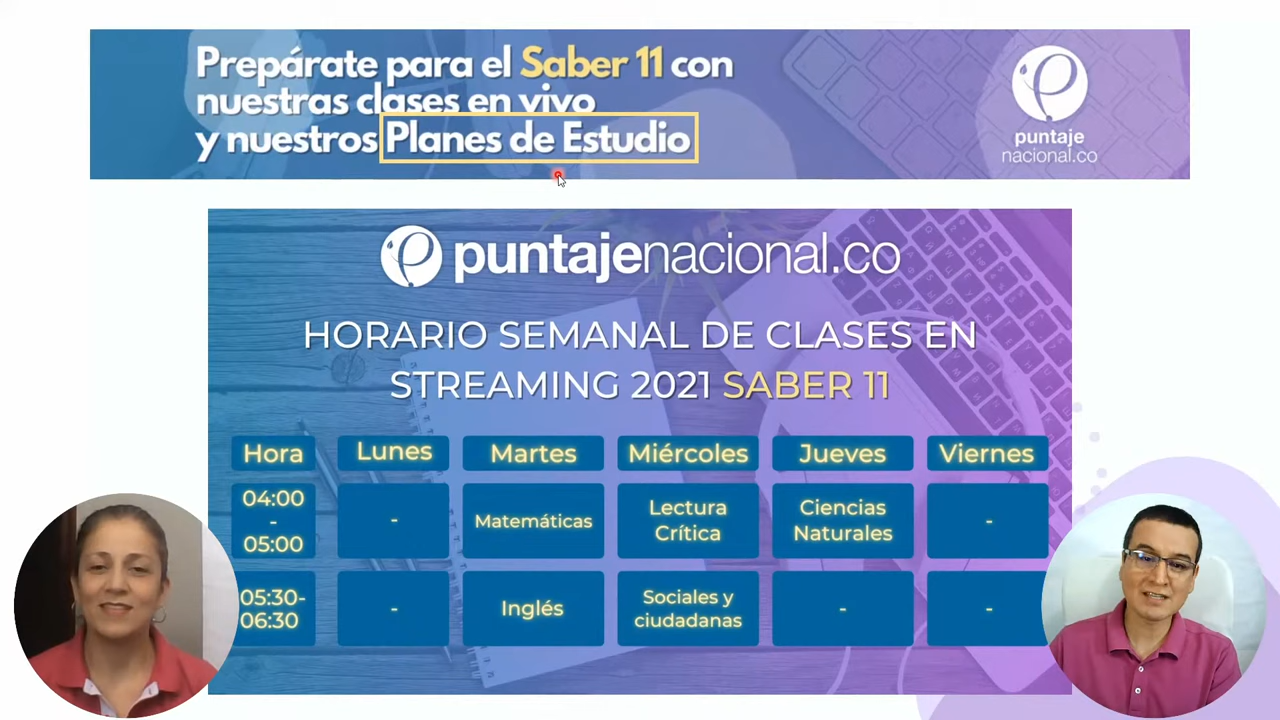 Prepárate para el Saber 11 con
nuestras clases en vivo
y nuestros Planes de Estudio
puntaje
nacional.co
puntajenacional.co
HORARIO SEMANAL DE CLASES EN
STREAMING 2021 SABER 11
Hora Lunes Martes Miércoles Jueves Viernes
04:00
-
05:00
-
Matemáticas
Lectura
Crítica
Ciencias
Naturales
-
05:30-
06:30
-
Inglés
Sociales y
ciudadanas
-
-